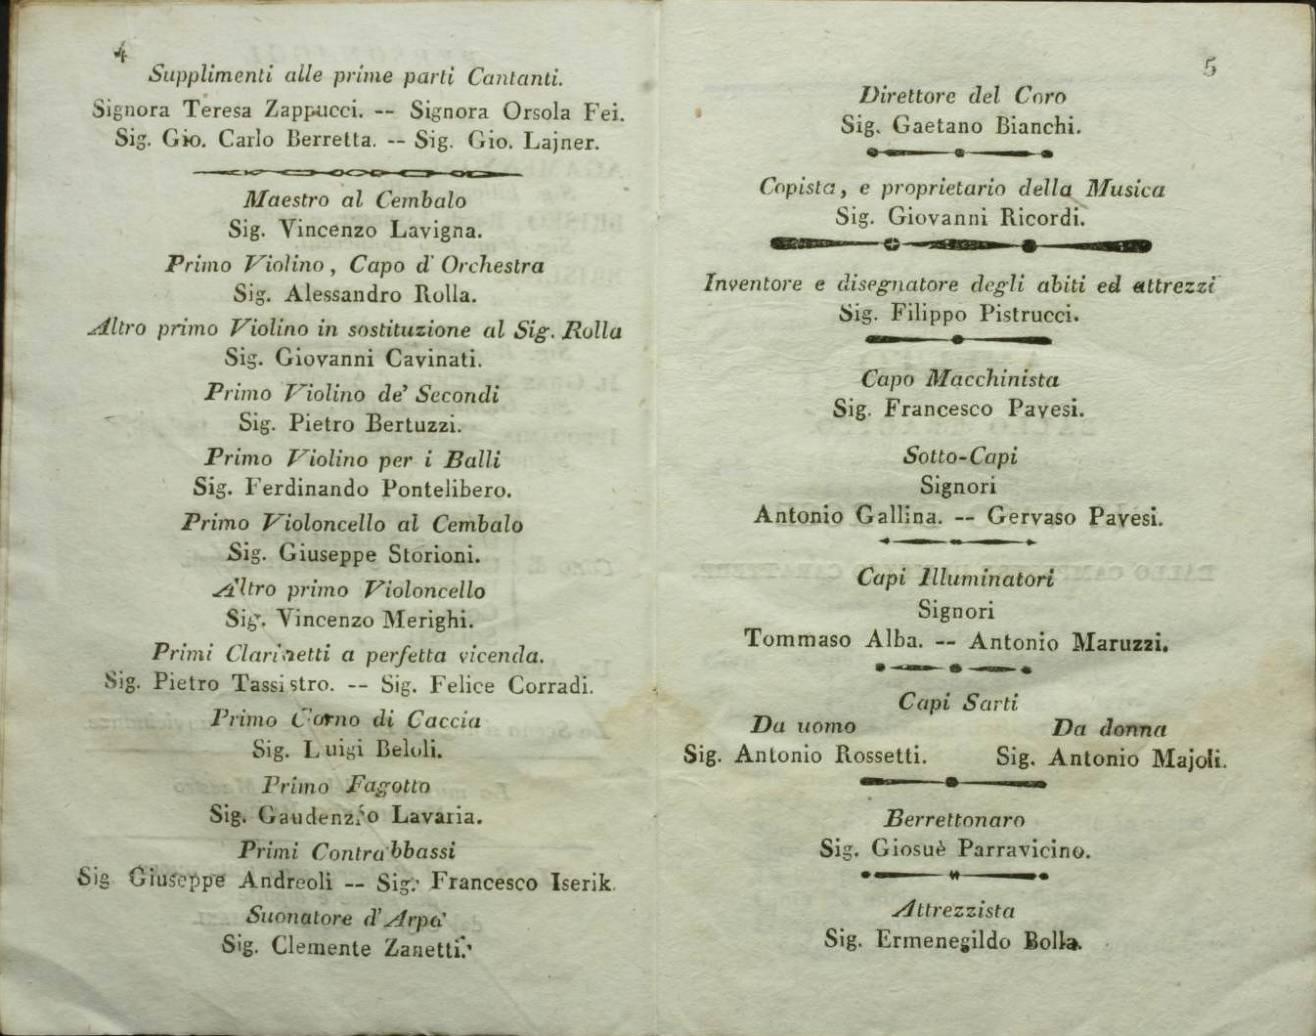 4
Supplimenti alle prime parti Cantanti.
Signora Teresa Zappucci. -- Signora Orsola Fei.
Sig. Gio. Carlo Berretta. -- Sig. Gio. Lajner.
Maestro al Cembalo
Sig. Vincenzo Lavigna.
Primo Violino, Capo d' Orchestra
Sig. Alessandro Rolla.
Altro primo Violino in sostituzione al Sig. Rolla
Sig. Giovanni Cavinati.
Primo Violino de' Secondi
Sig. Pietro Bertuzzi.
Primo Violino per i Balli
Sig. Ferdinando Pontelibero.
Primo Violoncello al Cembalo
Sig. Giuseppe Storioni.
Altro primo Violoncello
Sig. Vincenzo Merighi.
Primi Clarinetti a perfetta vicenda.
Sig. Pietro Tassistro. -- Sig. Felice Corradi.
Primo Corno di Caccia
Sig. Luigi Beloli.
Primo Fagotto
Sig. Gaudenzio Lavaria.
Primi Contrabbassi
Sig Giuseppe Andreoli -- Sig. Francesco Iserik.
Suonatore d'Arpa
Sig. Clemente Zanetti.
5
Direttore del Coro
Sig. Gaetano Bianchi.
Copista, e proprietario della Musica
Sig. Giovanni Ricordi.
Inventore e disegnatore degli abiti ed attrezzi
Sig. Filippo Pistrucci.
Capo Macchinista
Sig. Francesco Pavesi.
Sotto-Capi
Signori
Antonio Gallina. -- Gervaso Pavesi.
Capi Illuminatori
Signori
Tommaso Alba. -- Antonio Maruzzi.
Capi Sarti
Da uomo Da donna
Sig. Antonio Rossetti. Sig. Antonio Majoli.
Berrettonaro
Sig. Giosuè Parravicino.
Attrezzista
Sig. Ermenegildo Bolla.